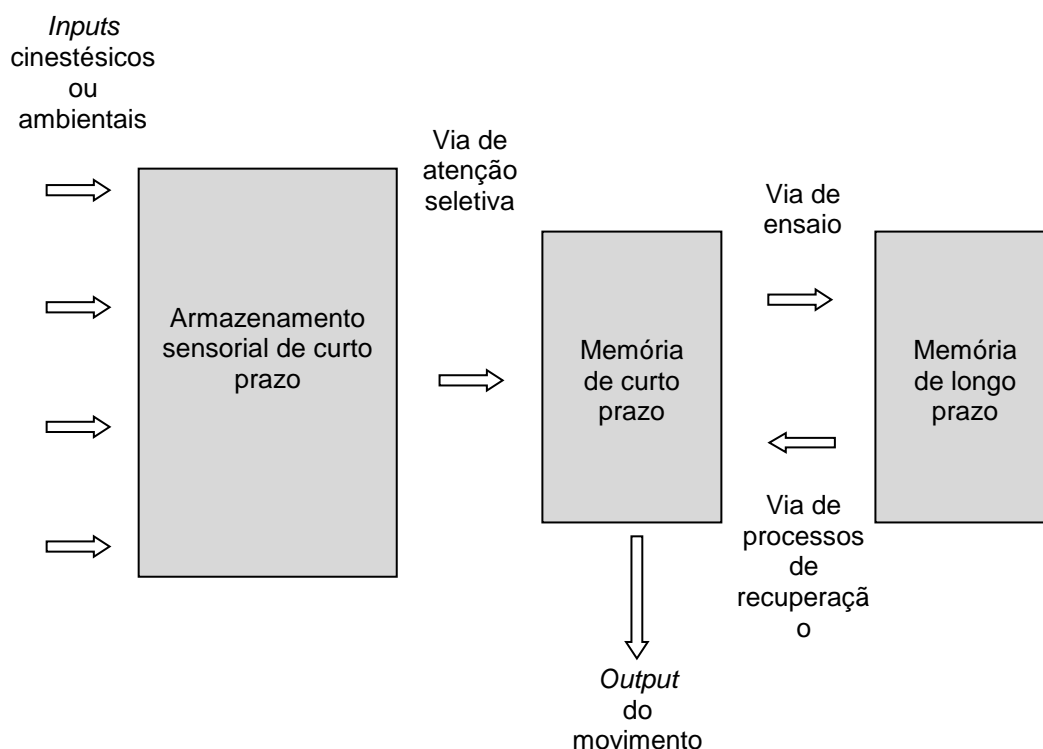 Inputs
cinestésicos
ou
ambientais
Via de
atenção
seletiva
Via de
ensaio
Armazenamento
sensorial de curto
prazo
Memória
de curto
prazo
Memória
de longo
prazo
Via de
processos
de
recuperaçã
o
Output
do
movimento